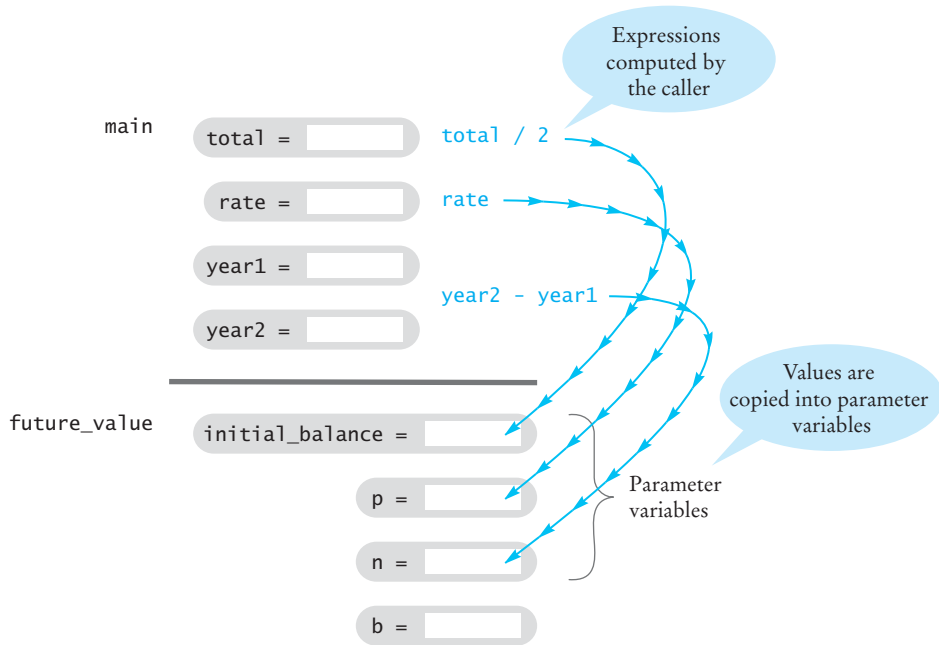 Expressions
computed by
the caller
main
total =
total / 2
rate =
rate
year1 =
year2 - year1
year2 =
Values are
copied into parameter
variables
future_value
initial_balance =
p =
Parameter
variables
n =
b =